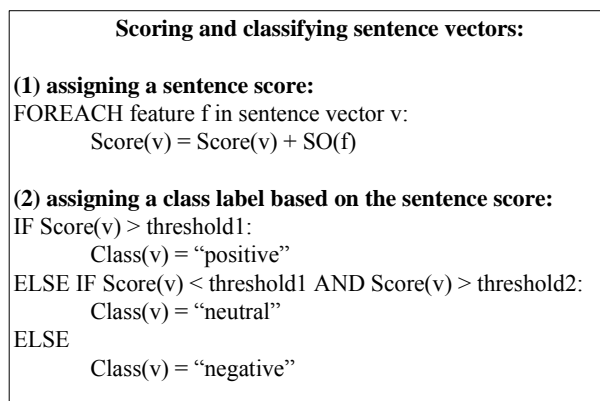 Scoring and classifying sentence vectors:
(1) assigning a sentence score:
FOREACH feature f in sentence vector v:
Score(v) = Score(v) + SO(f)
(2) assigning a class label based on the sentence score:
IF Score(v) > threshold1:
Class(v) = “positive”
ELSE IF Score(v) < threshold1 AND Score(v) > threshold2:
Class(v) = “neutral”
ELSE
Class(v) = “negative”